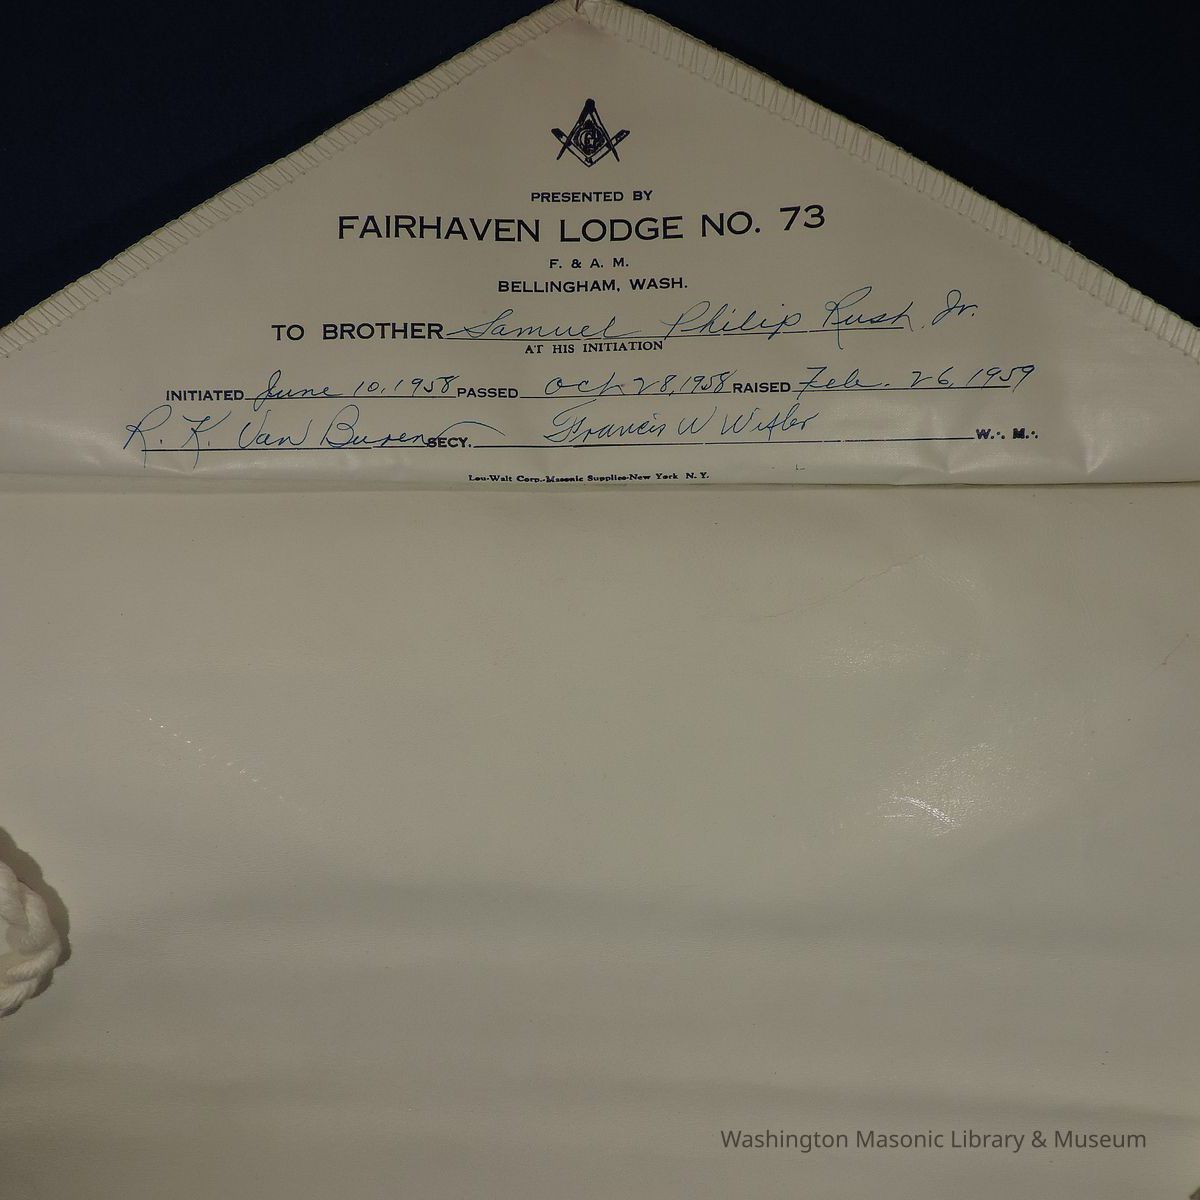 G
PRESENTED BY
FAIRHAVEN LODGE NO. 73
F. & A. M.
BELLINGHAM, WASH.
TO BROTHER Samuel Philip Rush, Jr.
AT HIS INITIATION
INITIATED June 10, 1958 PASSED Oct 28, 1958 RAISED Feb. 26, 1959
R. K. Van Buren SECY. Francis W W.·. M.·.
Lou-Walt Corp.-Masonic Supplies-New York N. Y.
Washington Masonic Library & Museum